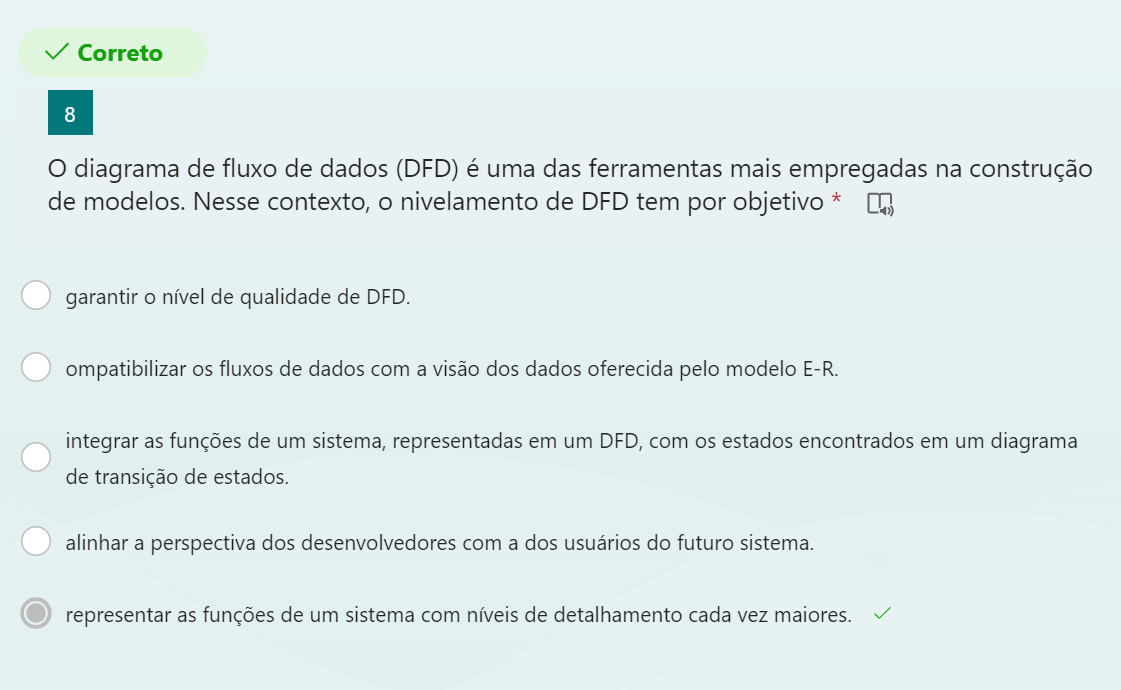 Correto
8
O diagrama de fluxo de dados (DFD) é uma das ferramentas mais empregadas na construção
de modelos. Nesse contexto, o nivelamento de DFD tem por objetivo *
garantir o nível de qualidade de DFD.
ompatibilizar os fluxos de dados com a visão dos dados oferecida pelo modelo E-R.
integrar as funções de um sistema, representadas em um DFD, com os estados encontrados em um diagrama
de transição de estados.
alinhar a perspectiva dos desenvolvedores com a dos usuários do futuro sistema.
representar as funções de um sistema com níveis de detalhamento cada vez maiores.